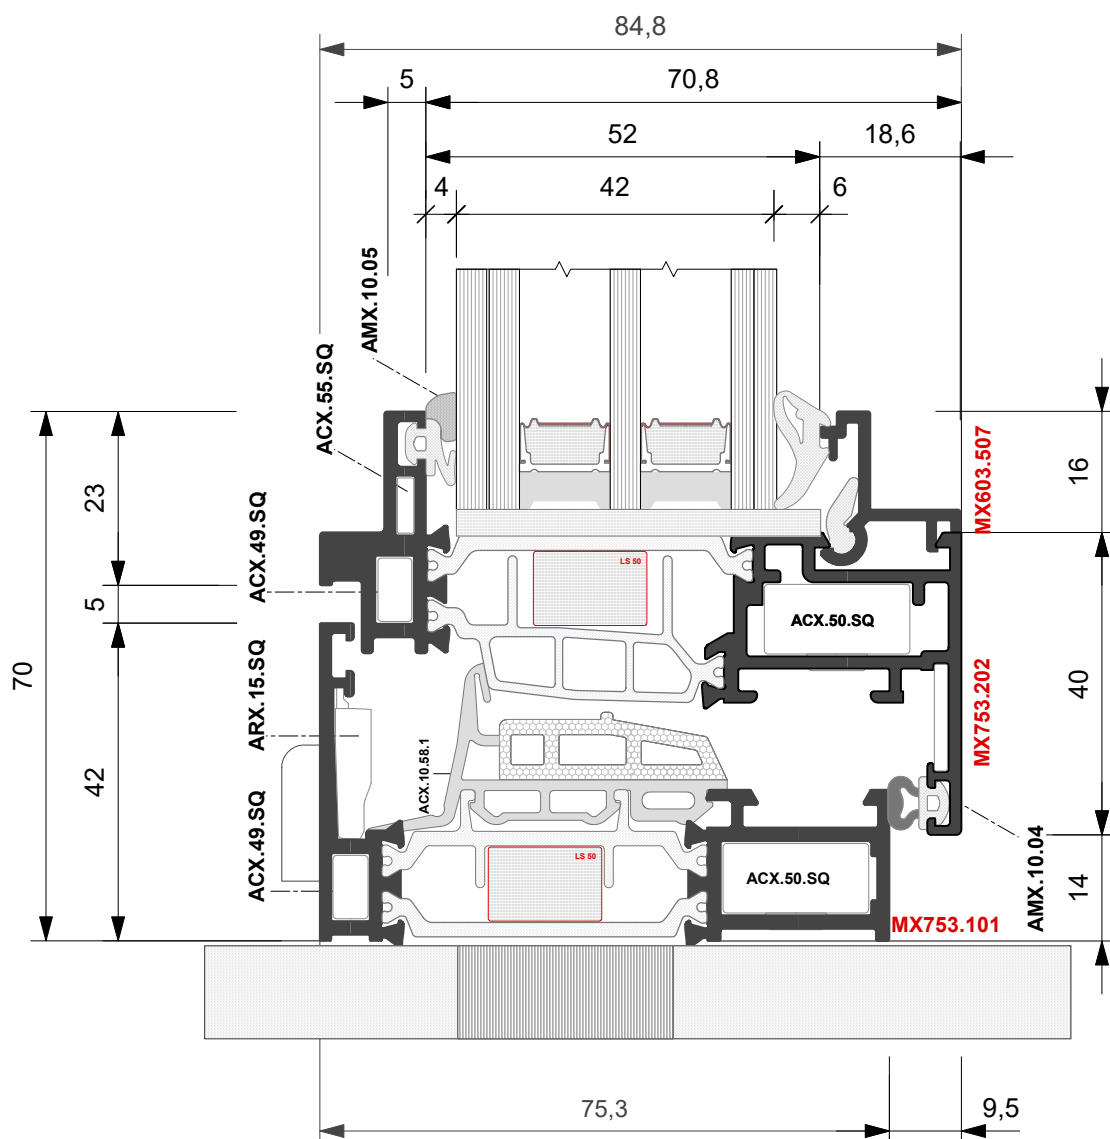 84,8
5
70,8
52
18,6
4
42
6
AMX.10.05
ACX.55.SQ
ACX.49.SQ
ARX.15.SQ
ACX.49.SQ
70
23
5
42
LS 50
ACX.50.SQ
ACX.10.58.1
LS 50
ACX.50.SQ
MX603.507
MX753.202
MX753.101
AMX.10.04
16
40
14
75,3
9,5